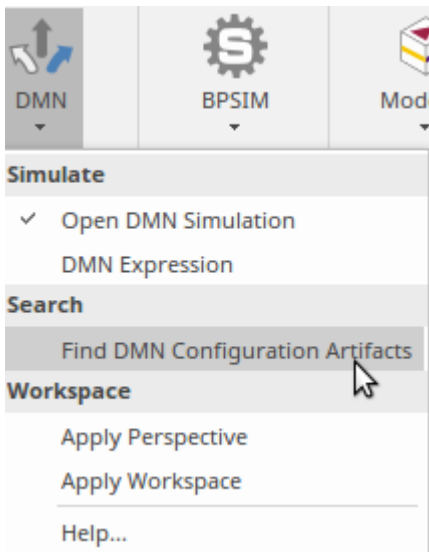 DMN
BPSIM
Simulate
Open DMN Simulation
DMN Expression
Search
Find DMN Configuration Artifacts
Workspace
Apply Perspective
Apply Workspace
Help...